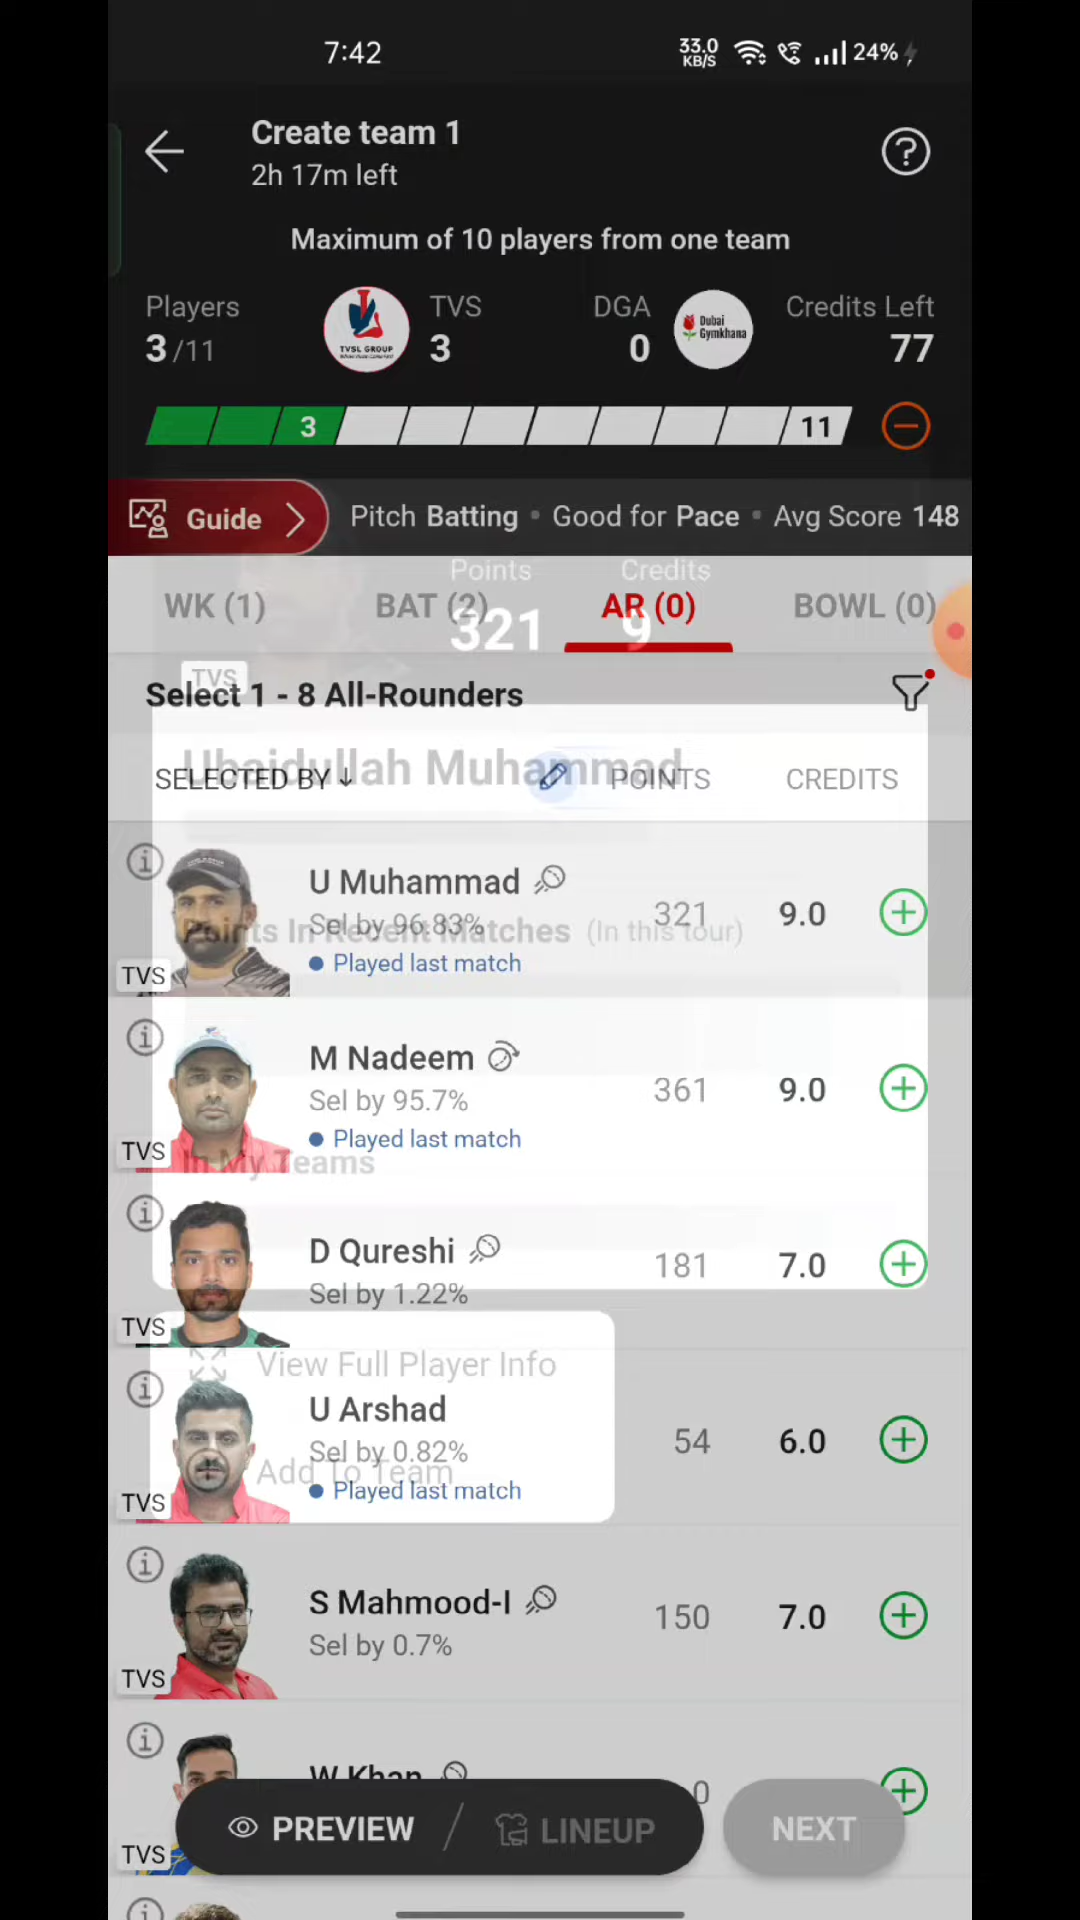 7:42
33.0
KB/S
24%
Create team 1
2h 17m left
Maximum of 10 players from one team
Players
3/11
TVSL GROUP
TVS
3
DGA
0
Dubai
Gymkhana
Credits Left
77
3
11
Guide
Pitch Batting • Good for Pace • Avg Score 148
Points
Credits
WK (1)
BAT (2)
AR (0)
BOWL (0)
321
9
TVS
Select 1 - 8 All-Rounders
Ubaidullah Muhammad
SELECTED BY ↓
POINTS
CREDITS
U Muhammad
Sel by 96.83%
321
9.0
Points In Recent Matches (In this tour)
Played last match
TVS
M Nadeem
Sel by 95.7%
361
9.0
Played last match
TVS
In My Teams
D Qureshi
Sel by 1.22%
181
7.0
TVS
View Full Player Info
U Arshad
Sel by 0.82%
54
6.0
Add To Team
Played last match
TVS
S Mahmood-I
Sel by 0.7%
150
7.0
TVS
W Khan
0
TVS
PREVIEW / LINEUP
NEXT